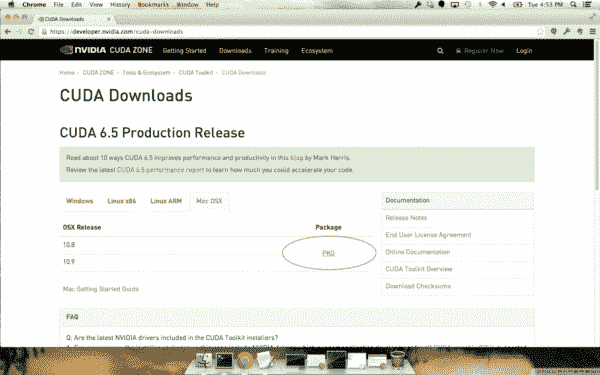 Chrome File Edit View History Bookmarks Window Help Tue 4:53 PM
CUDA Downloads
https://developer.nvidia.com/cuda-downloads
NVIDIA CUDA ZONE Getting Started Downloads Training Ecosystem Register Now Login
Home CUDA ZONE Tools & Ecosystem CUDA Toolkit CUDA Downloads
CUDA Downloads
CUDA 6.5 Production Release
Read about 10 ways CUDA 6.5 improves performance and productivity in this blog by Mark Harris.
Review the latest CUDA 6.5 performance report to learn how much you could accelerate your code.
Windows Linux x86 Linux ARM Mac OSX
OSX Release Package
10.8
PKG
10.9
Mac Getting Started Guide
Documentation
Release Notes
End User License Agreement
Online Documentation
CUDA Toolkit Overview
Download Checksums
FAQ
Q: Are the latest NVIDIA drivers included in the CUDA Toolkit installers?